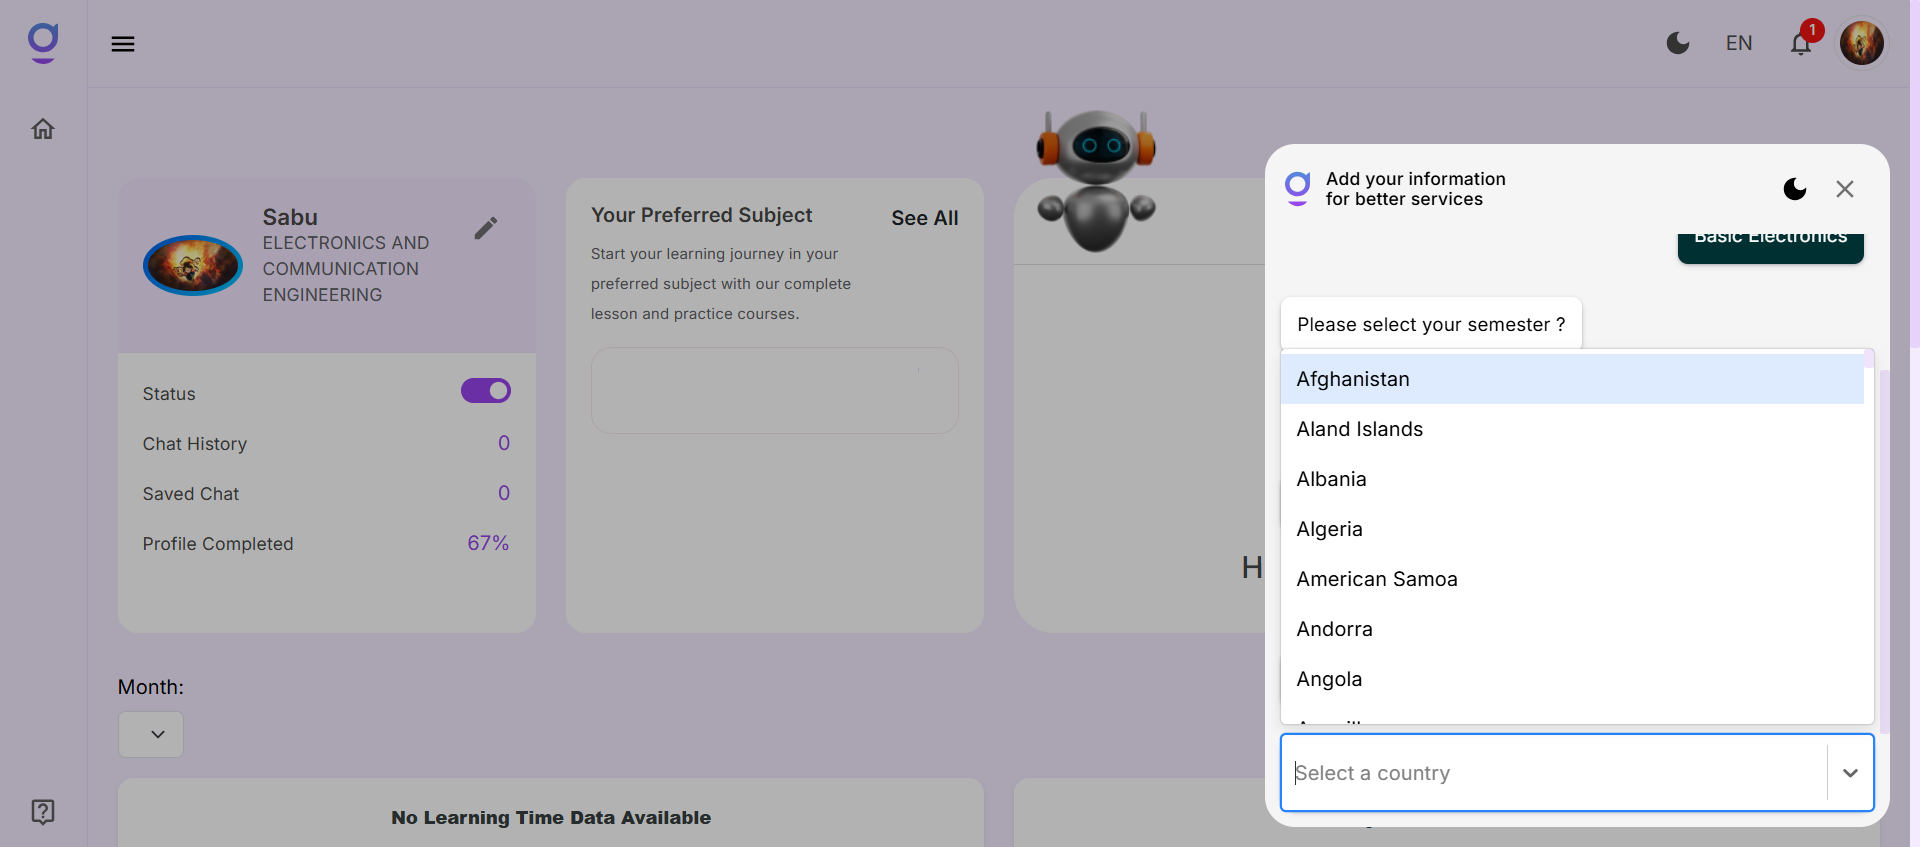 EN
1
Sabu
ELECTRONICS AND
COMMUNICATION
ENGINEERING
Status
Chat History
0
Saved Chat
0
Profile Completed
67%
Your Preferred Subject
See All
Start your learning journey in your
preferred subject with our complete
lesson and practice courses.
H
Month:
No Learning Time Data Available
Add your information
for better services
Basic Electronics
Please select your semester ?
Afghanistan
Aland Islands
Albania
Algeria
American Samoa
Andorra
Angola
Select a country